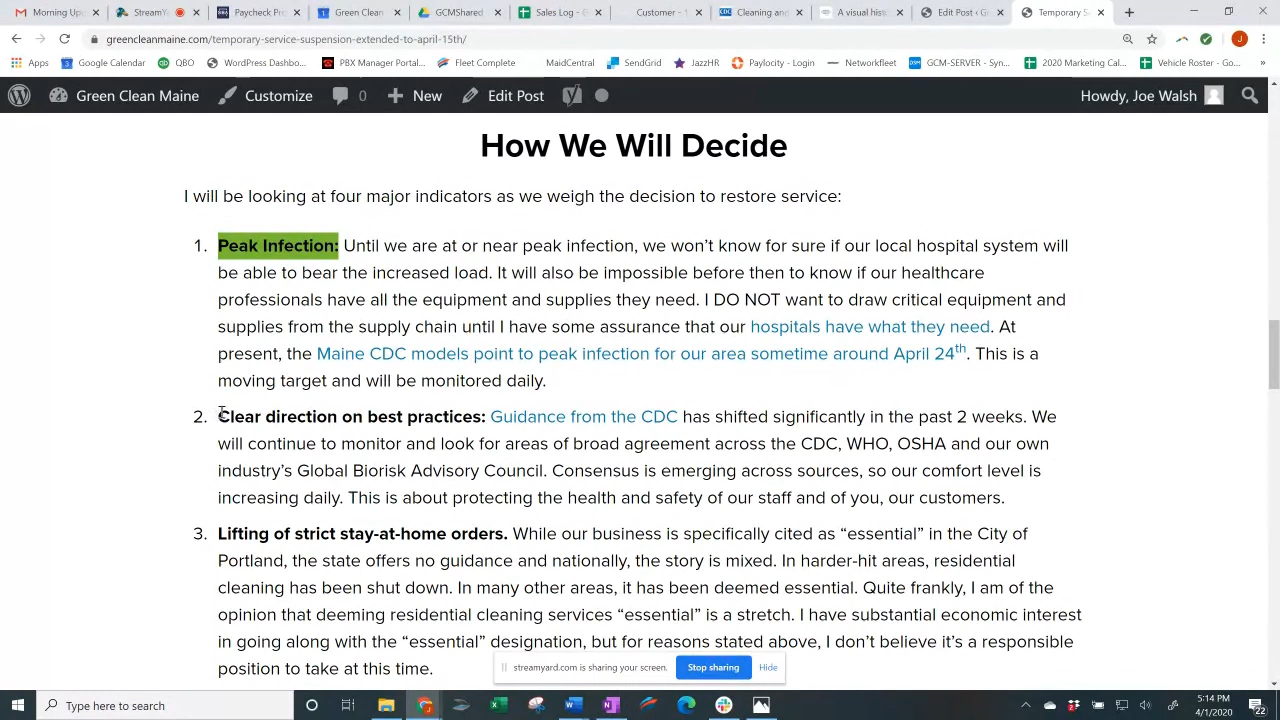 Morning Up
StreamY
Paycheck Pro
Green Clean
GCMShared
Sales Log - G
Customer -
CDC
Cleaning and
A visual hist
Edit Post ‹ G
Temporary S
greencleanmaine.com/temporary-service-suspension-extended-to-april-15th/
J
Apps
Google Calendar
QBO
WordPress Dashbo...
PBX Manager Portal...
Fleet Complete
MaidCentral
SendGrid
JazzHR
Paylocity - Login
Networkfleet
GCM-SERVER - Syn...
2020 Marketing Cal...
Vehicle Roster - Go...
Green Clean Maine
Customize
0
New
Edit Post
Howdy, Joe Walsh
How We Will Decide
I will be looking at four major indicators as we weigh the decision to restore service:
1. Peak Infection: Until we are at or near peak infection, we won’t know for sure if our local hospital system will
be able to bear the increased load. It will also be impossible before then to know if our healthcare
professionals have all the equipment and supplies they need. I DO NOT want to draw critical equipment and
supplies from the supply chain until I have some assurance that our hospitals have what they need. At
present, the Maine CDC models point to peak infection for our area sometime around April 24th. This is a
moving target and will be monitored daily.
2. Clear direction on best practices: Guidance from the CDC has shifted significantly in the past 2 weeks. We
will continue to monitor and look for areas of broad agreement across the CDC, WHO, OSHA and our own
industry’s Global Biorisk Advisory Council. Consensus is emerging across sources, so our comfort level is
increasing daily. This is about protecting the health and safety of our staff and of you, our customers.
3. Lifting of strict stay-at-home orders. While our business is specifically cited as “essential” in the City of
Portland, the state offers no guidance and nationally, the story is mixed. In harder-hit areas, residential
cleaning has been shut down. In many other areas, it has been deemed essential. Quite frankly, I am of the
opinion that deeming residential cleaning services “essential” is a stretch. I have substantial economic interest
in going along with the “essential” designation, but for reasons stated above, I don’t believe it’s a responsible
position to take at this time.
streamyard.com is sharing your screen.
Stop sharing
Hide
Type here to search
5:14 PM
4/1/2020
22